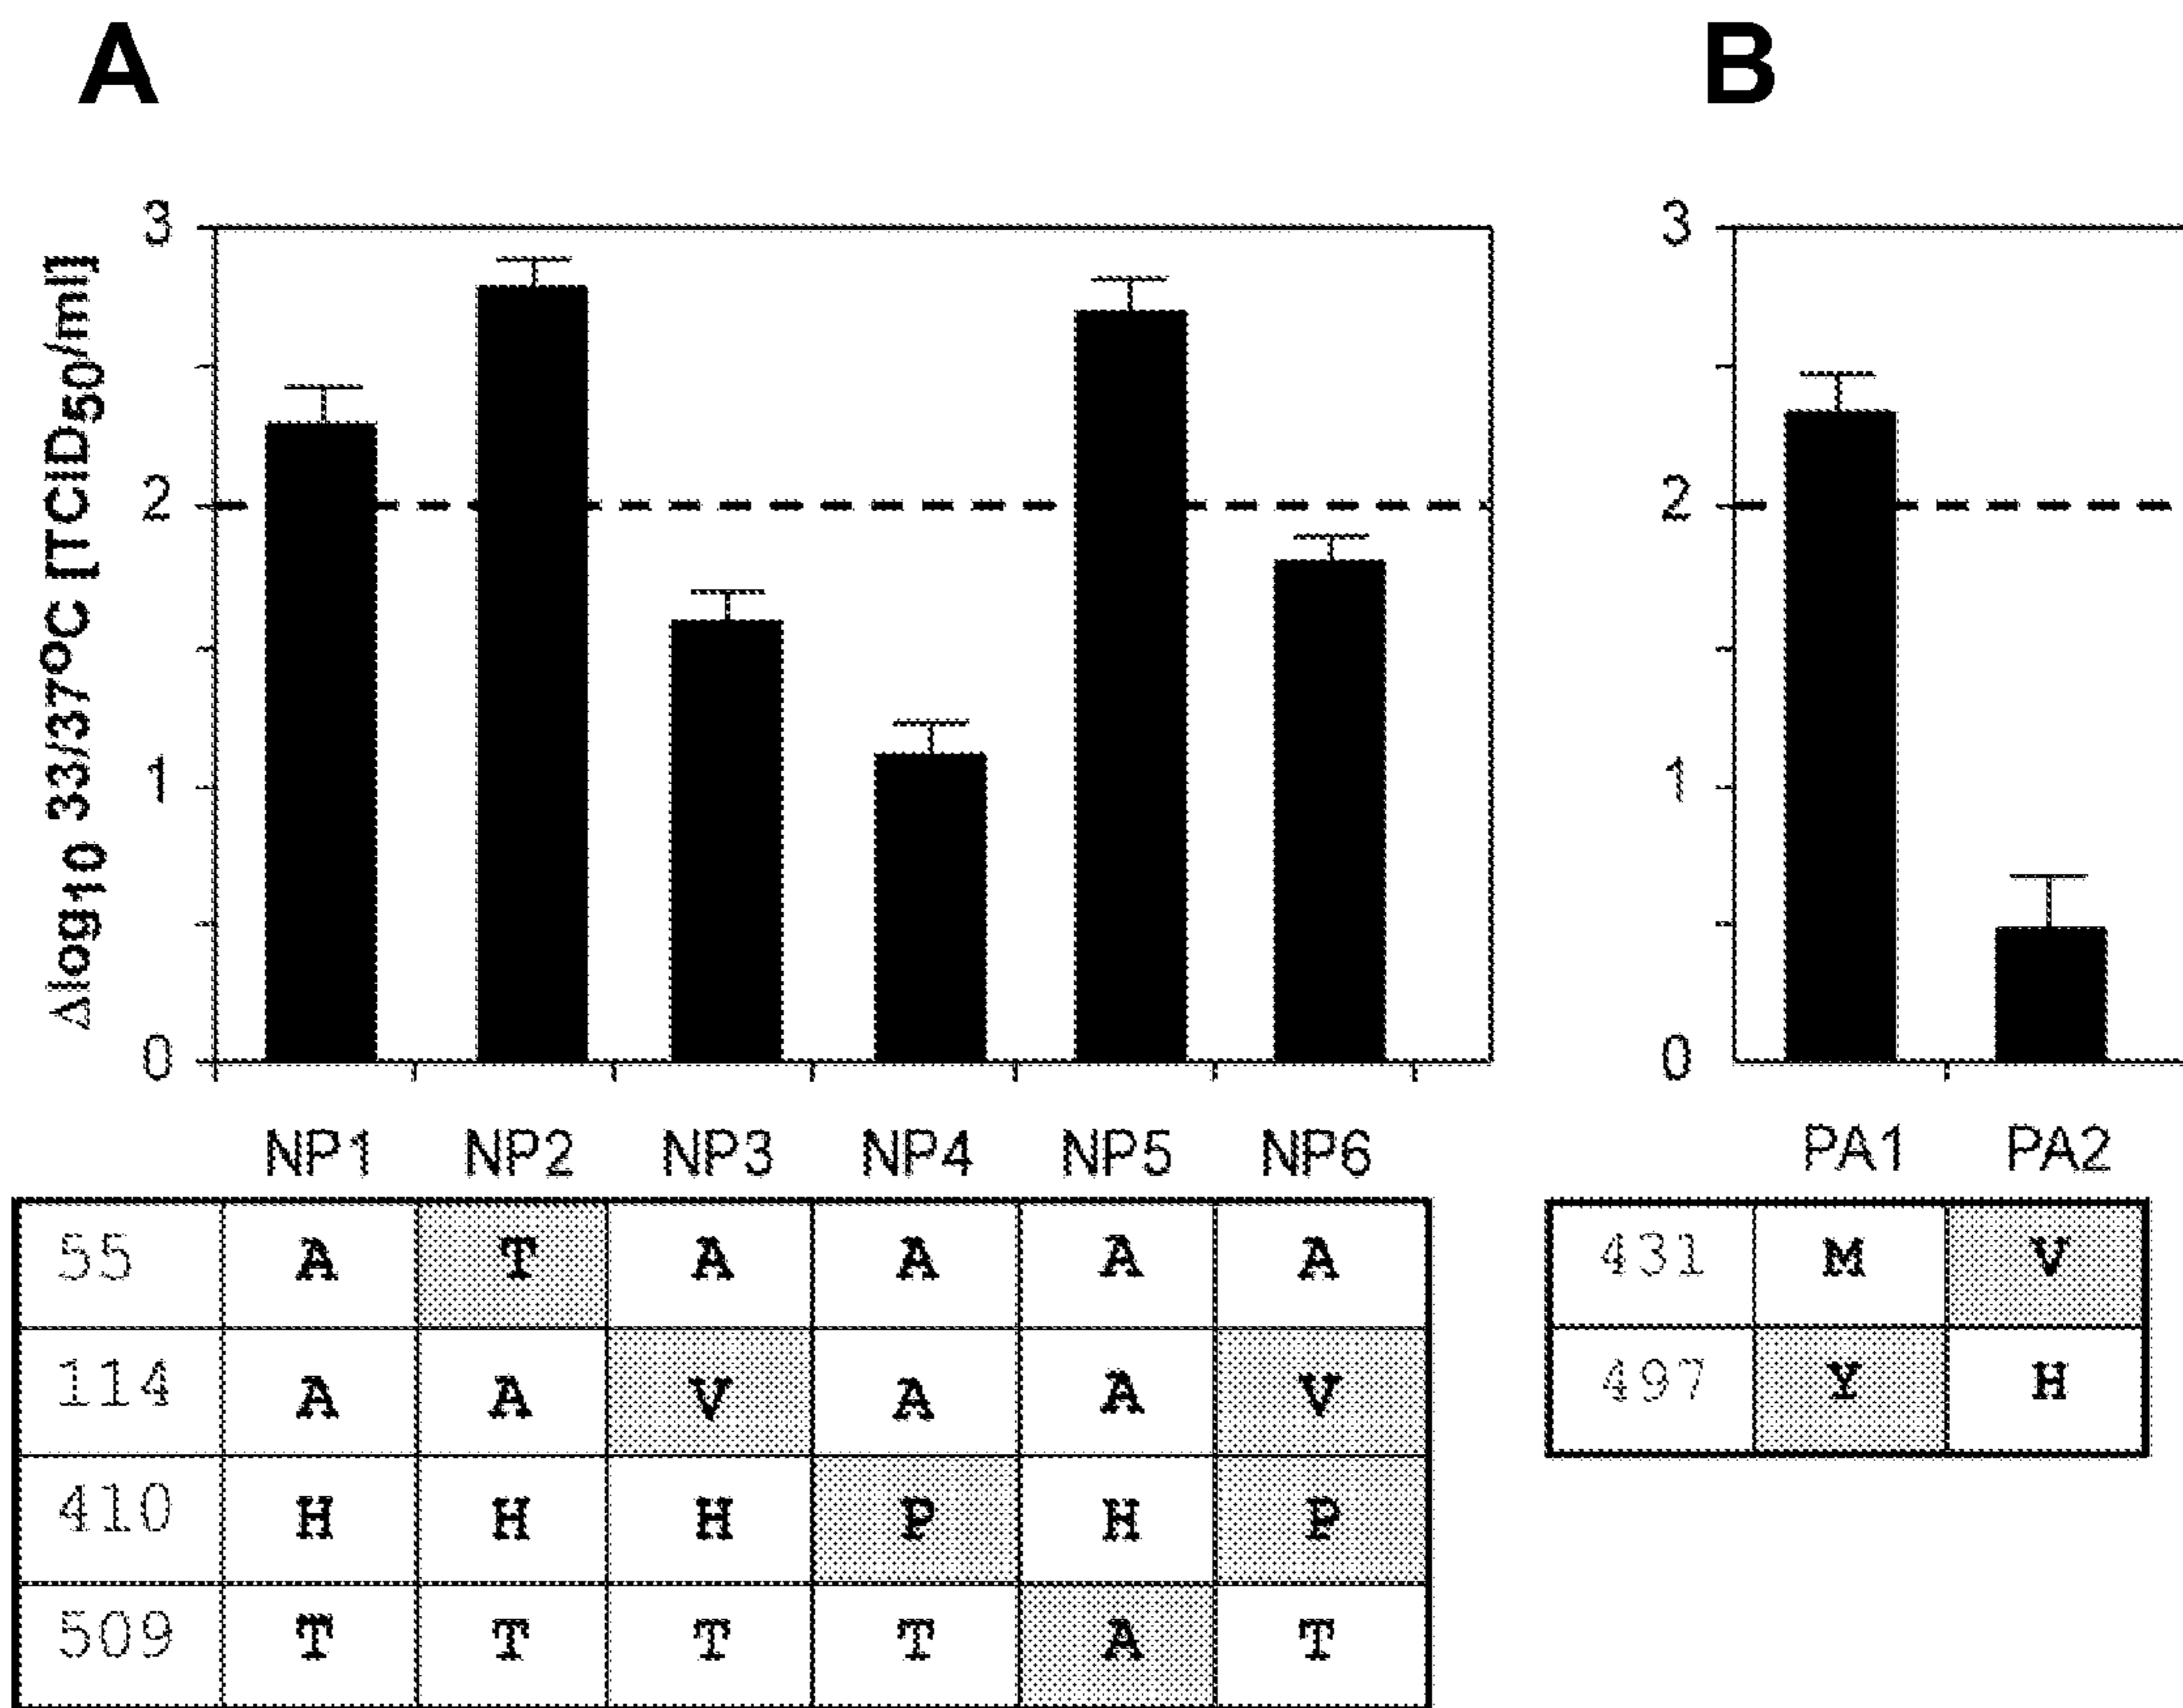 A B
3 3
2 2
1 1
0 0
Δlog10 33/37ºC [TCID50/ml]
NP1 NP2 NP3 NP4 NP5 NP6 PA1 PA2
55 A T A A A A 431 M V
114 A A V A A V 497 Y H
410 H H H P H P
509 T T T T A T